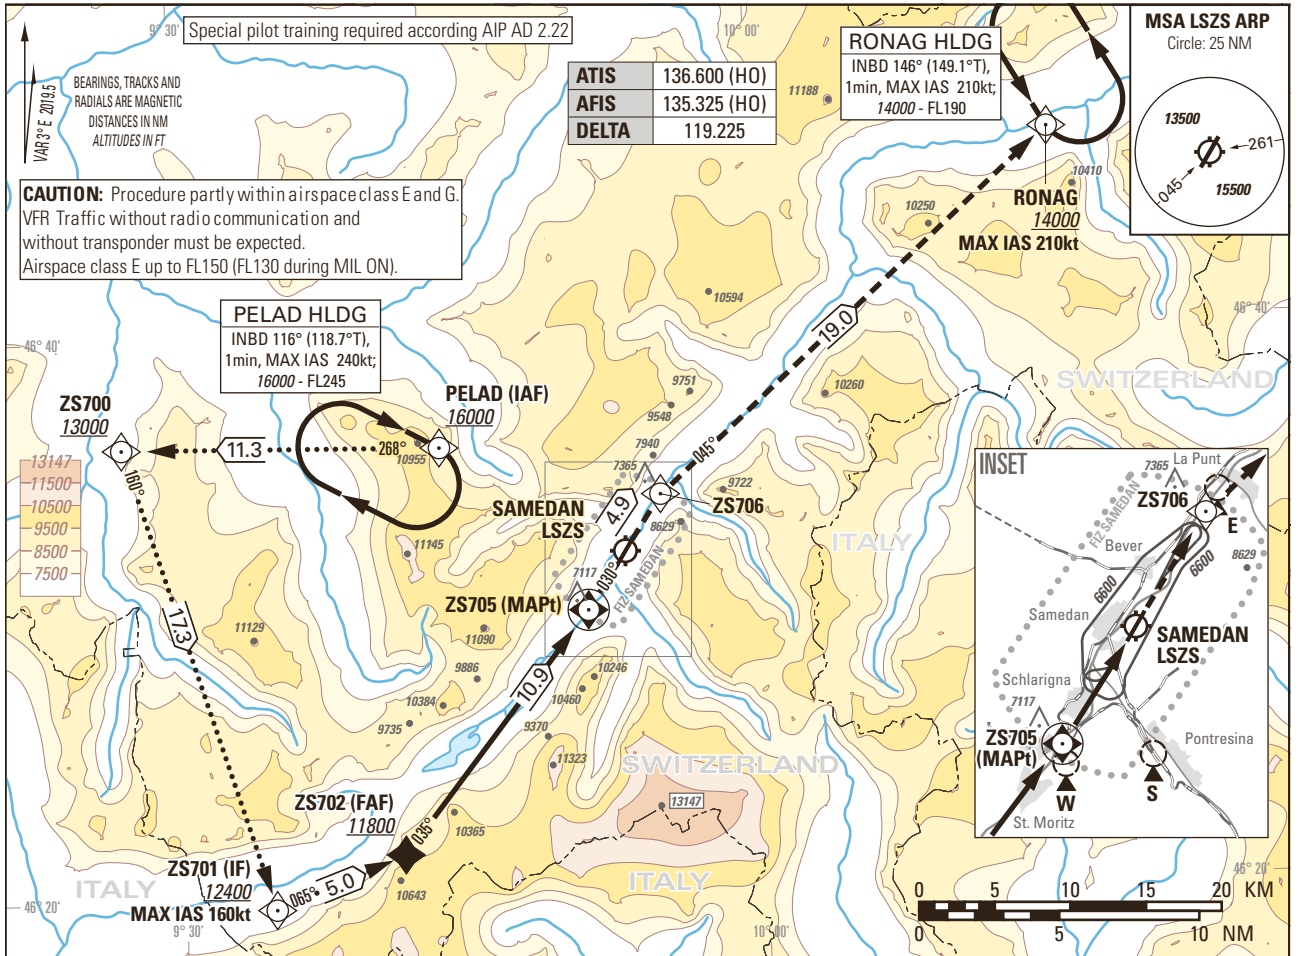 9° 30'
Special pilot training required according AIP AD 2.22
10° 00'
VAR 3° E 2019.5
BEARINGS, TRACKS AND
RADIALS ARE MAGNETIC
DISTANCES IN NM
ALTITUDES IN FT
ATIS 136.600 (HO)
AFIS 135.325 (HO)
DELTA 119.225
11188
RONAG HLDG
INBD 146° (149.1°T),
1min, MAX IAS 210kt;
14000 - FL190
MSA LSZS ARP
Circle: 25 NM
13500
261
045
15500
CAUTION: Procedure partly within airspace class E and G.
VFR Traffic without radio communication and
without transponder must be expected.
Airspace class E up to FL150 (FL130 during MIL ON).
10410
RONAG
14000
MAX IAS 210kt
10250
10594
19.0
46° 40'
46° 40'
PELAD HLDG
INBD 116° (118.7°T),
1min, MAX IAS 240kt;
16000 - FL245
PELAD (IAF)
16000
ZS700
13000
11.3
268°
10955
160°
13147
11500
10500
9500
8500
7500
9751
9548
10260
7940
7365
045°
SWITZERLAND
9722
ZS706
SAMEDAN
LSZS
4.9
8629
11145
FIZ SAMEDAN
ITALY
7117
030°
ZS705 (MAPt)
17.3
11129
11090
10246
10460
9886
10384
9735
10.9
9370
11323
SWITZERLAND
13147
ZS702 (FAF)
11800
035°
10365
10643
ITALY
ZS701 (IF)
12400
MAX IAS 160kt
065°
5.0
ITALY
46° 20'
9° 30'
10° 00'
46° 20'
INSET
La Punt
7365
ZS706
E
FIZ SAMEDAN
Bever
8629
6600
6600
Samedan
SAMEDAN
LSZS
Schlarigna
7117
ZS705
(MAPt)
Pontresina
W
S
St. Moritz
0 5 10 15 20 KM
0 5 10 NM